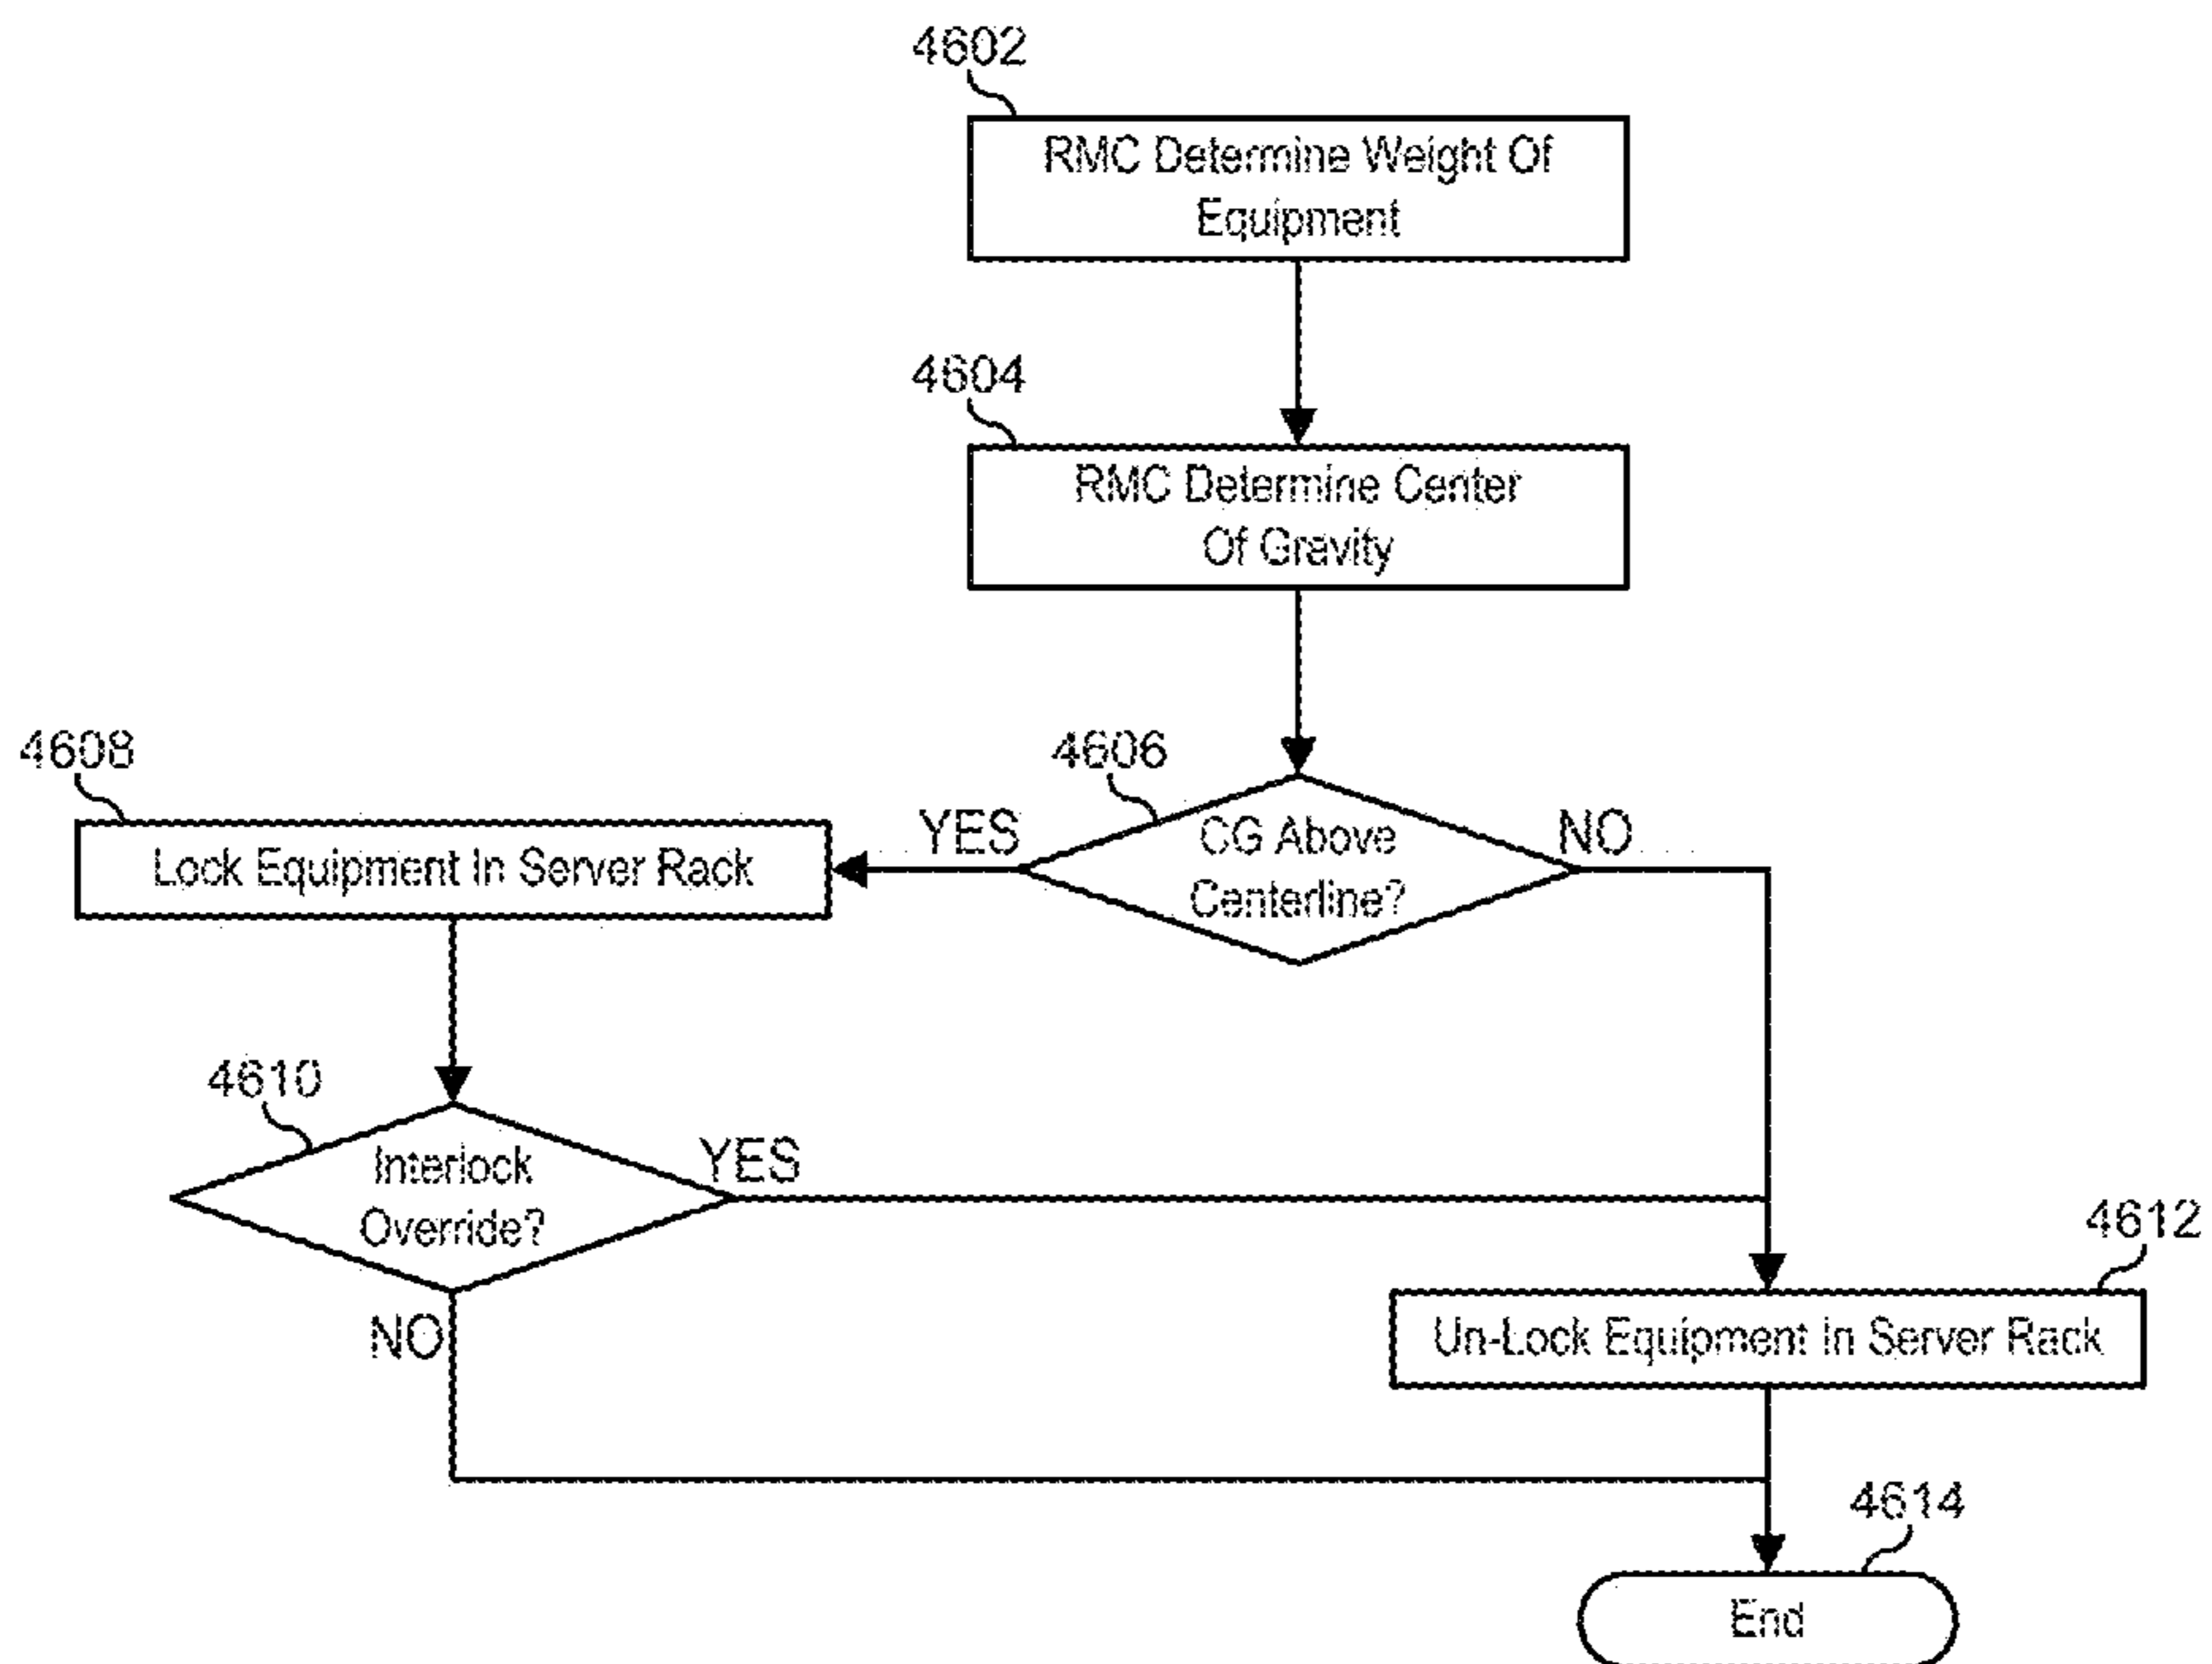 4602
RMC Determine Weight Of
Equipment
4604
RMC Determine Center
Of Gravity
4606
CG Above
Centerline?
YES
NO
4608
Lock Equipment In Server Rack
4610
Interlock
Override?
YES
NO
4612
Un-Lock Equipment In Server Rack
4614
End